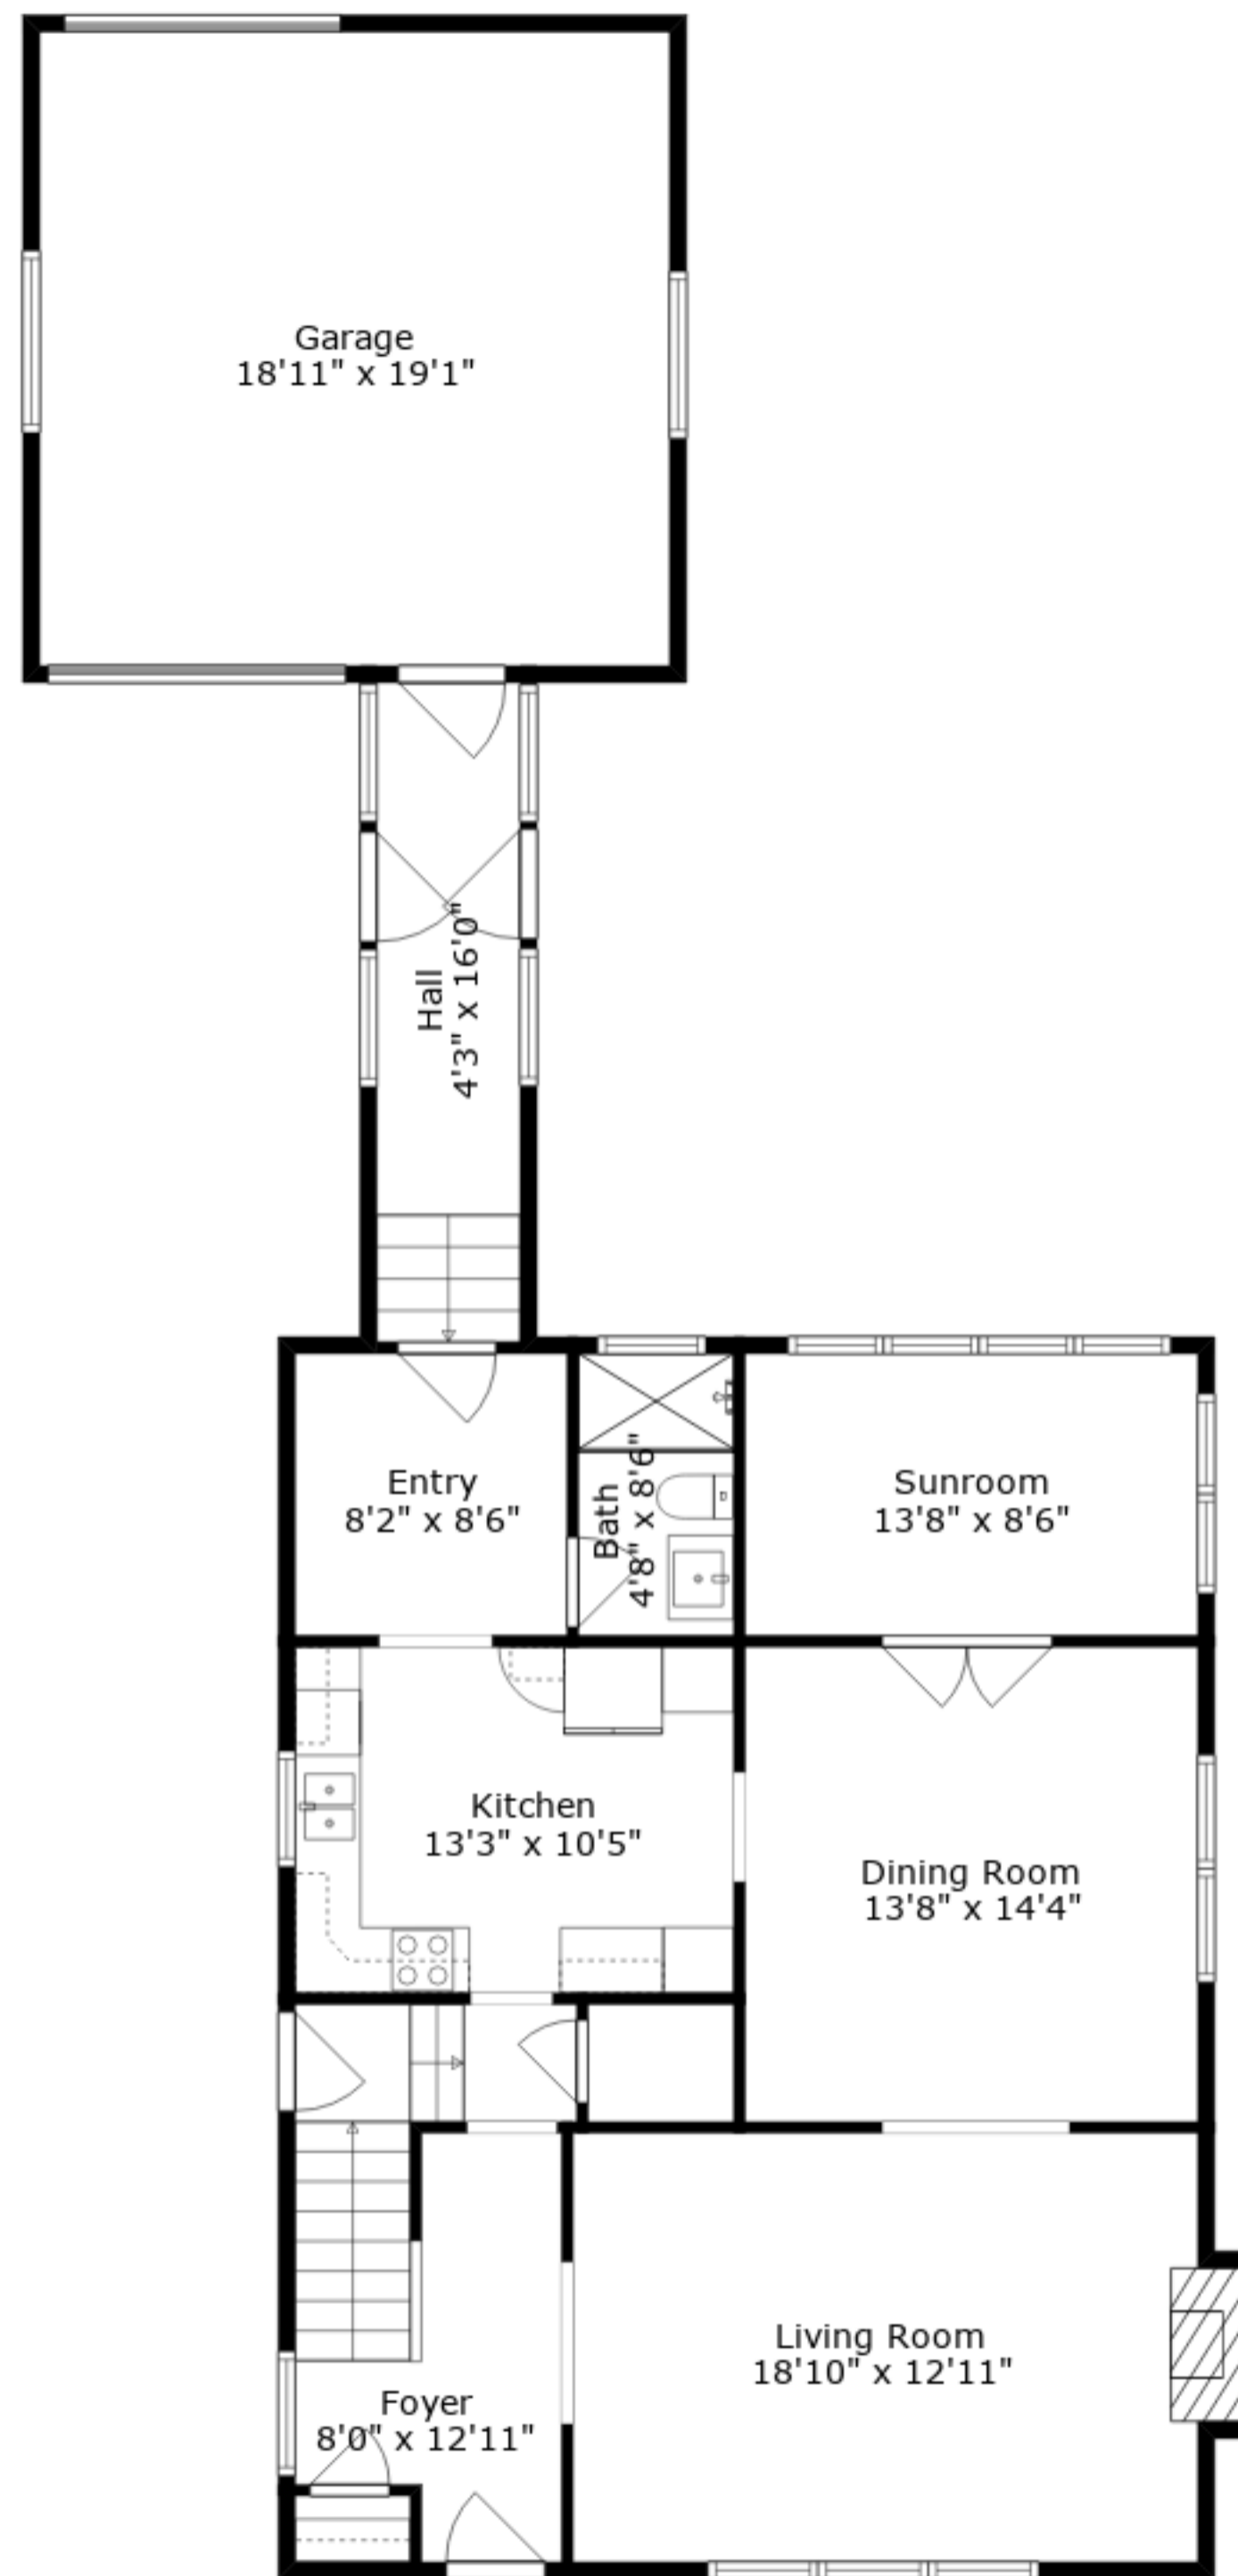 Garage
18'11" x 19'1"
Hall
4'3" x 16'0"
Entry
8'2" x 8'6"
Bath
4'8" x 8'6"
Sunroom
13'8" x 8'6"
Kitchen
13'3" x 10'5"
Dining Room
13'8" x 14'4"
Living Room
18'10" x 12'11"
Foyer
8'0" x 12'11"